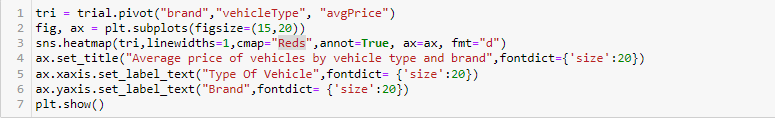 1 tri = trial.pivot("brand","vehicleType", "avgPrice")
2 fig, ax = plt.subplots(figsize=(15,20))
3 sns.heatmap(tri,linewidths=1,cmap="Reds",annot=True, ax=ax, fmt="d")
4 ax.set_title("Average price of vehicles by vehicle type and brand",fontdict={'size':20})
5 ax.xaxis.set_label_text("Type Of Vehicle",fontdict= {'size':20})
6 ax.yaxis.set_label_text("Brand",fontdict= {'size':20})
7 plt.show()